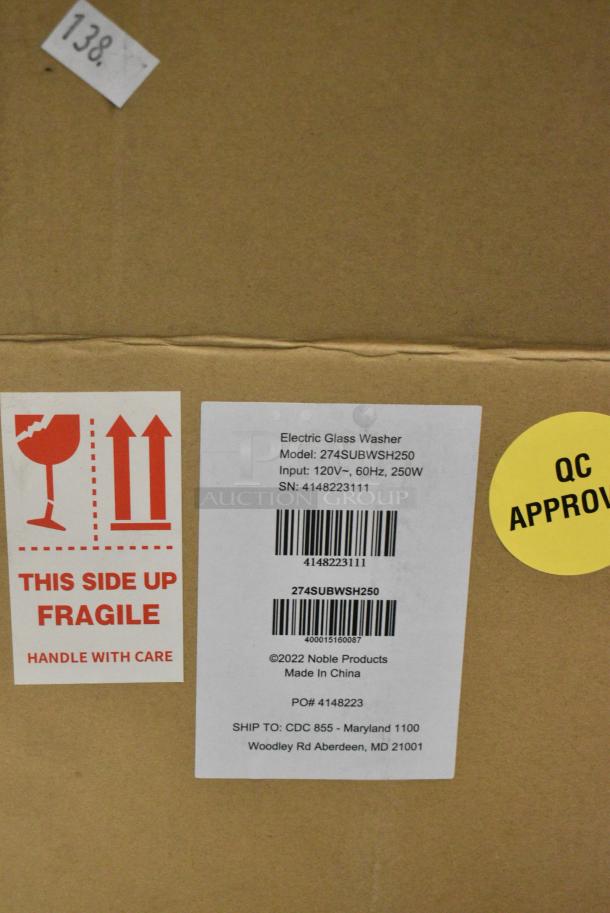 138.
Electric Glass Washer
Model: 274SUBWSH250
Input: 120V~, 60Hz, 250W
SN: 4148223111
AUCTION GROUP
4148223111
274SUBWSH250
400015160087
©2022 Noble Products
Made In China
PO# 4148223
SHIP TO: CDC 855 - Maryland 1100
Woodley Rd Aberdeen, MD 21001
THIS SIDE UP
FRAGILE
HANDLE WITH CARE
QC